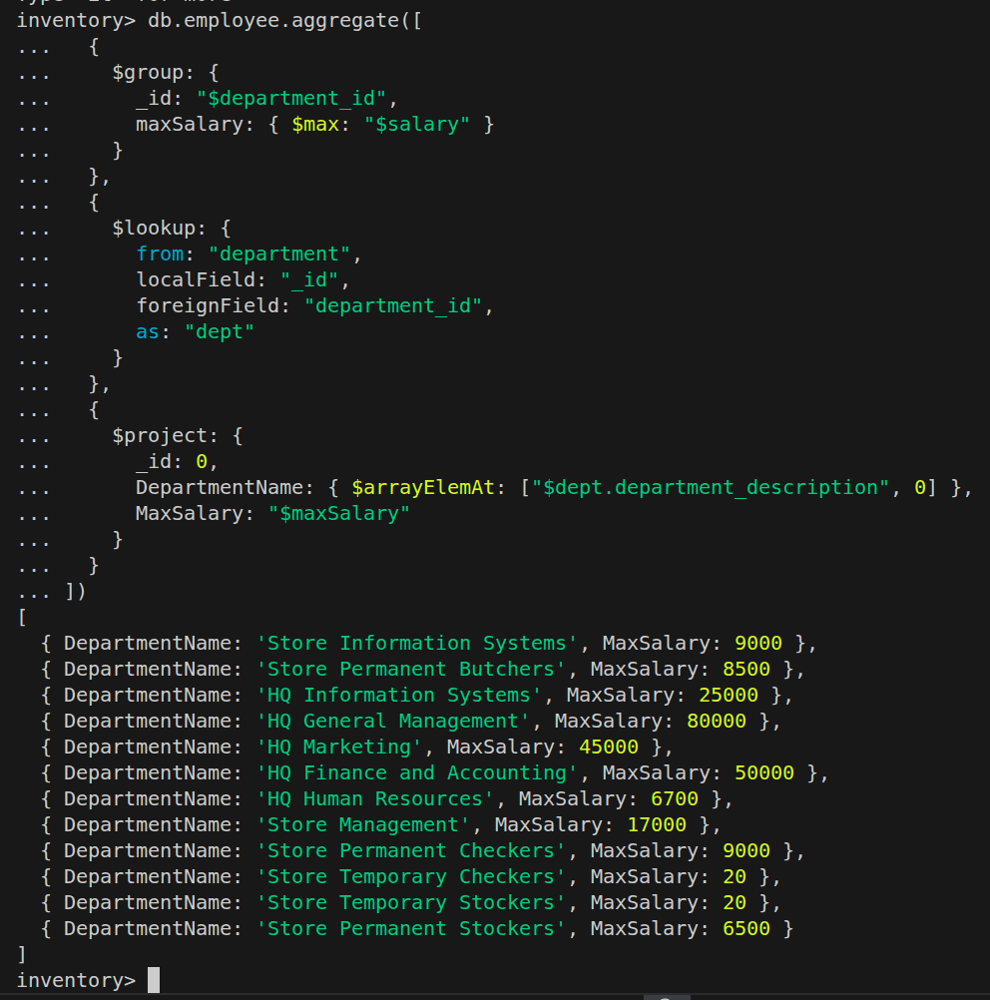 inventory> db.employee.aggregate([
...   {
...     $group: {
...       _id: "$department_id",
...       maxSalary: { $max: "$salary" }
...     }
...   },
...   {
...     $lookup: {
...       from: "department",
...       localField: "_id",
...       foreignField: "department_id",
...       as: "dept"
...     }
...   },
...   {
...     $project: {
...       _id: 0,
...       DepartmentName: { $arrayElemAt: ["$dept.department_description", 0] },
...       MaxSalary: "$maxSalary"
...     }
...   }
... ])
[
  { DepartmentName: 'Store Information Systems', MaxSalary: 9000 },
  { DepartmentName: 'Store Permanent Butchers', MaxSalary: 8500 },
  { DepartmentName: 'HQ Information Systems', MaxSalary: 25000 },
  { DepartmentName: 'HQ General Management', MaxSalary: 80000 },
  { DepartmentName: 'HQ Marketing', MaxSalary: 45000 },
  { DepartmentName: 'HQ Finance and Accounting', MaxSalary: 50000 },
  { DepartmentName: 'HQ Human Resources', MaxSalary: 6700 },
  { DepartmentName: 'Store Management', MaxSalary: 17000 },
  { DepartmentName: 'Store Permanent Checkers', MaxSalary: 9000 },
  { DepartmentName: 'Store Temporary Checkers', MaxSalary: 20 },
  { DepartmentName: 'Store Temporary Stockers', MaxSalary: 20 },
  { DepartmentName: 'Store Permanent Stockers', MaxSalary: 6500 }
]
inventory>